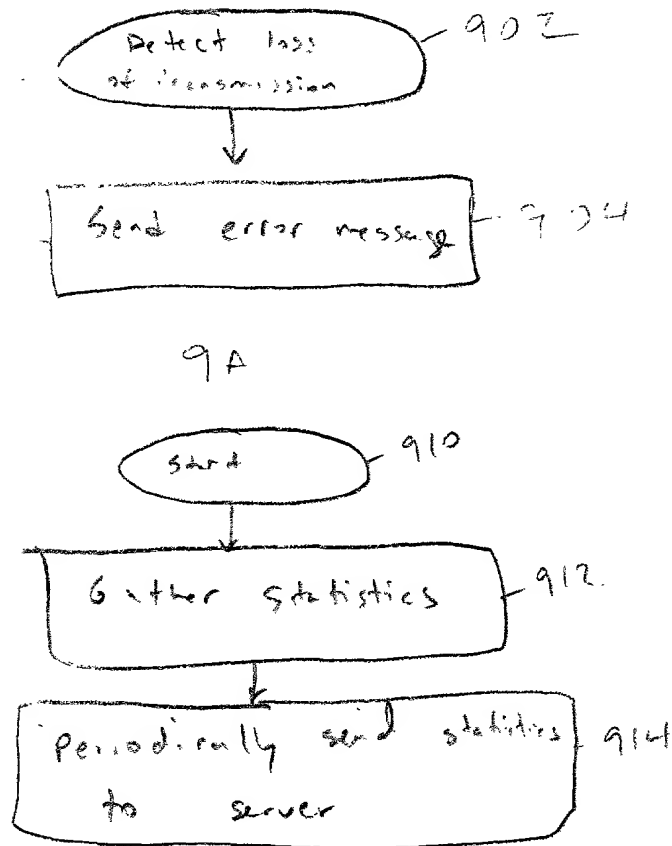 Detect loss
of transmission
902
Send error message
904
9A
Start
910
Gather statistics
912
Periodically send statistics
to server
914